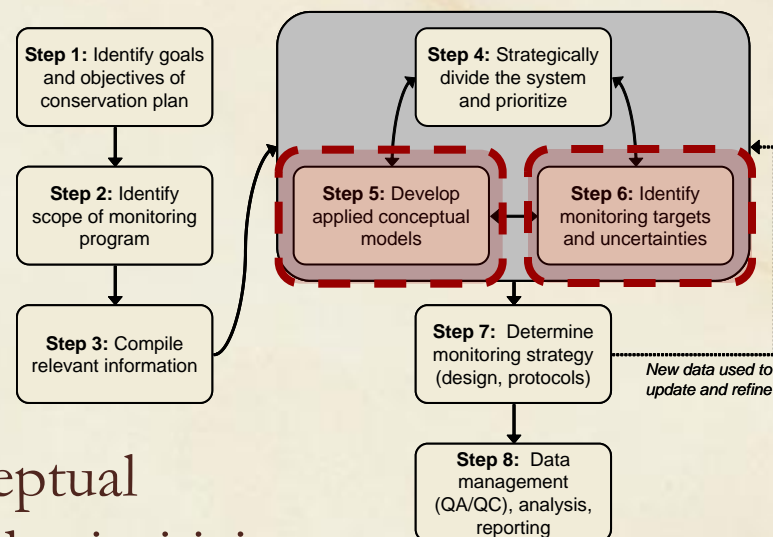 Step 1: Identify goals
and objectives of
conservation plan
Step 2: Identify
scope of monitoring
program
Step 3: Compile
relevant information
Step 4: Strategically
divide the system
and prioritize
Step 5: Develop
applied conceptual
models
Step 6: Identify
monitoring targets
and uncertainties
Step 7: Determine
monitoring strategy
(design, protocols)
New data used to
update and refine
Step 8: Data
management
(QA/QC), analysis,
reporting
eptual